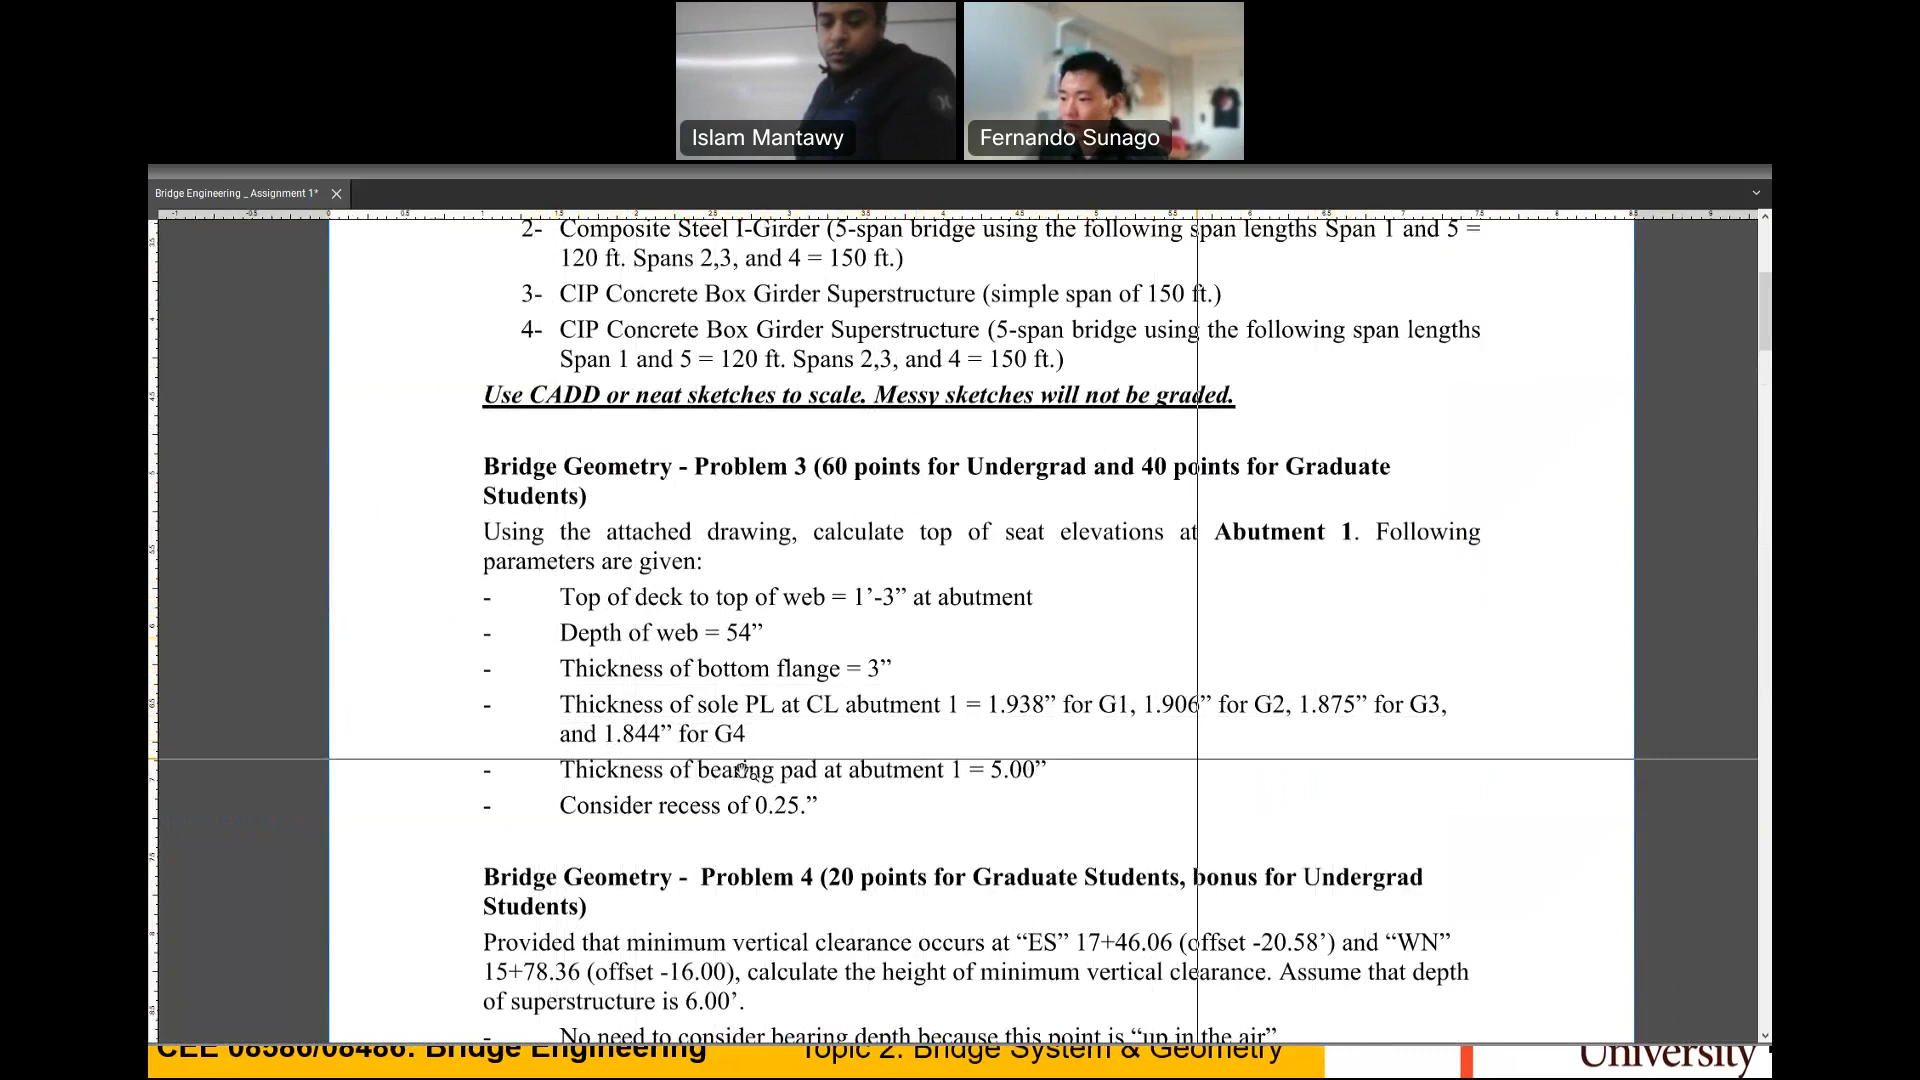 Islam Mantawy
Fernando Sunago
Bridge Engineering _ Assignment 1*
2- Composite Steel I-Girder (5-span bridge using the following span lengths Span 1 and 5 =
120 ft. Spans 2,3, and 4 = 150 ft.)
3- CIP Concrete Box Girder Superstructure (simple span of 150 ft.)
4- CIP Concrete Box Girder Superstructure (5-span bridge using the following span lengths
Span 1 and 5 = 120 ft. Spans 2,3, and 4 = 150 ft.)
Use CADD or neat sketches to scale. Messy sketches will not be graded.
Bridge Geometry - Problem 3 (60 points for Undergrad and 40 points for Graduate
Students)
Using the attached drawing, calculate top of seat elevations at Abutment 1. Following
parameters are given:
- Top of deck to top of web = 1’-3” at abutment
- Depth of web = 54”
- Thickness of bottom flange = 3”
- Thickness of sole PL at CL abutment 1 = 1.938” for G1, 1.906” for G2, 1.875” for G3,
and 1.844” for G4
- Thickness of bearing pad at abutment 1 = 5.00”
- Consider recess of 0.25.”
Bridge Geometry - Problem 4 (20 points for Graduate Students, bonus for Undergrad
Students)
Provided that minimum vertical clearance occurs at “ES” 17+46.06 (offset -20.58’) and “WN”
15+78.36 (offset -16.00), calculate the height of minimum vertical clearance. Assume that depth
of superstructure is 6.00’.
- No need to consider bearing depth because this point is “up in the air”
CEE 08586/08486: Bridge Engineering
Topic 2: Bridge System & Geometry
University